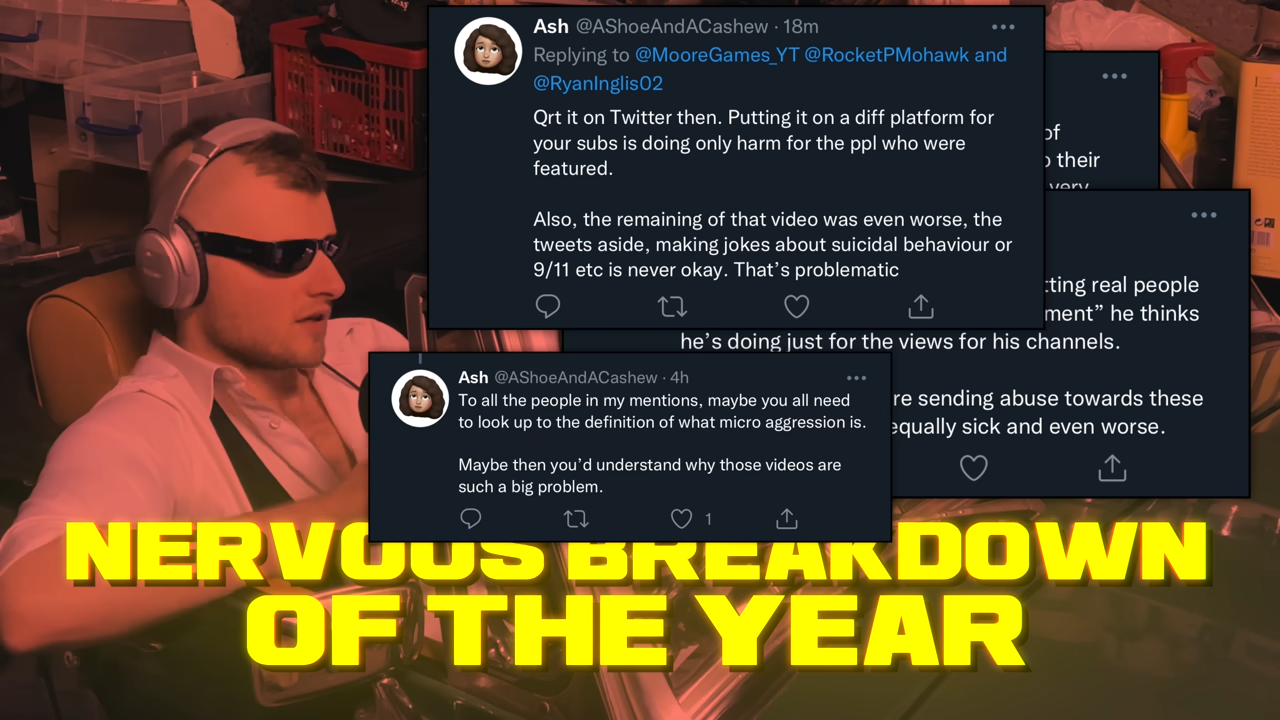 Ash @AShoeAndACashew · 18m
Replying to @MooreGames_YT @RocketPMohawk and
@RyanInglis02
Qrt it on Twitter then. Putting it on a diff platform for
your subs is doing only harm for the ppl who were
featured.
Also, the remaining of that video was even worse, the
tweets aside, making jokes about suicidal behaviour or
9/11 etc is never okay. That's problematic
of
their
very
real people
ment” he thinks
he's doing just for the views for his channels.
re sending abuse towards these
equally sick and even worse.
Ash @AShoeAndACashew · 4h
To all the people in my mentions, maybe you all need
to look up to the definition of what micro aggression is.
Maybe then you'd understand why those videos are
such a big problem.
1
NERVOUS BREAKDOWN
OF THE YEAR